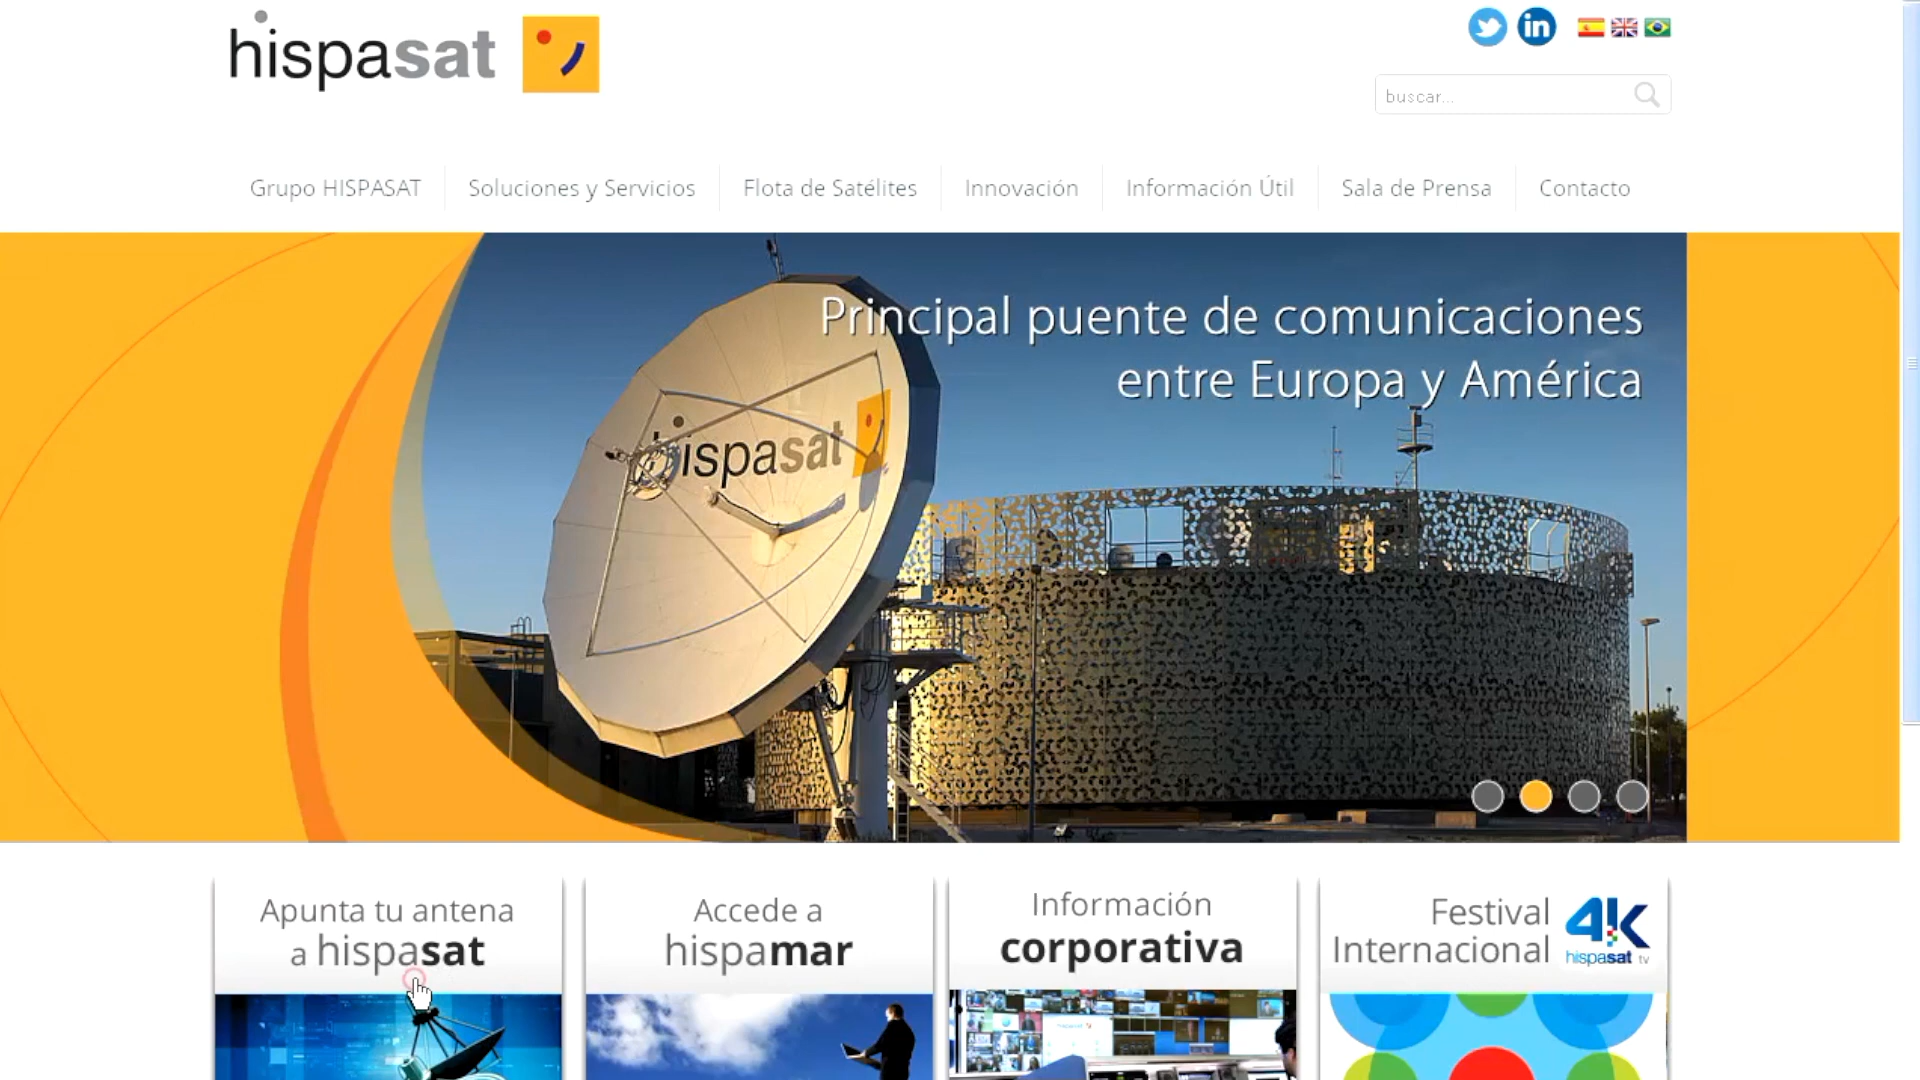 hispasat
buscar...
Grupo HISPASAT
Soluciones y Servicios
Flota de Satélites
Innovación
Información Útil
Sala de Prensa
Contacto
Principal puente de comunicaciones
entre Europa y América
hispasat
Apunta tu antena
a hispasat
Accede a
hispamar
Información
corporativa
Festival
Internacional
4K
hispasat tv